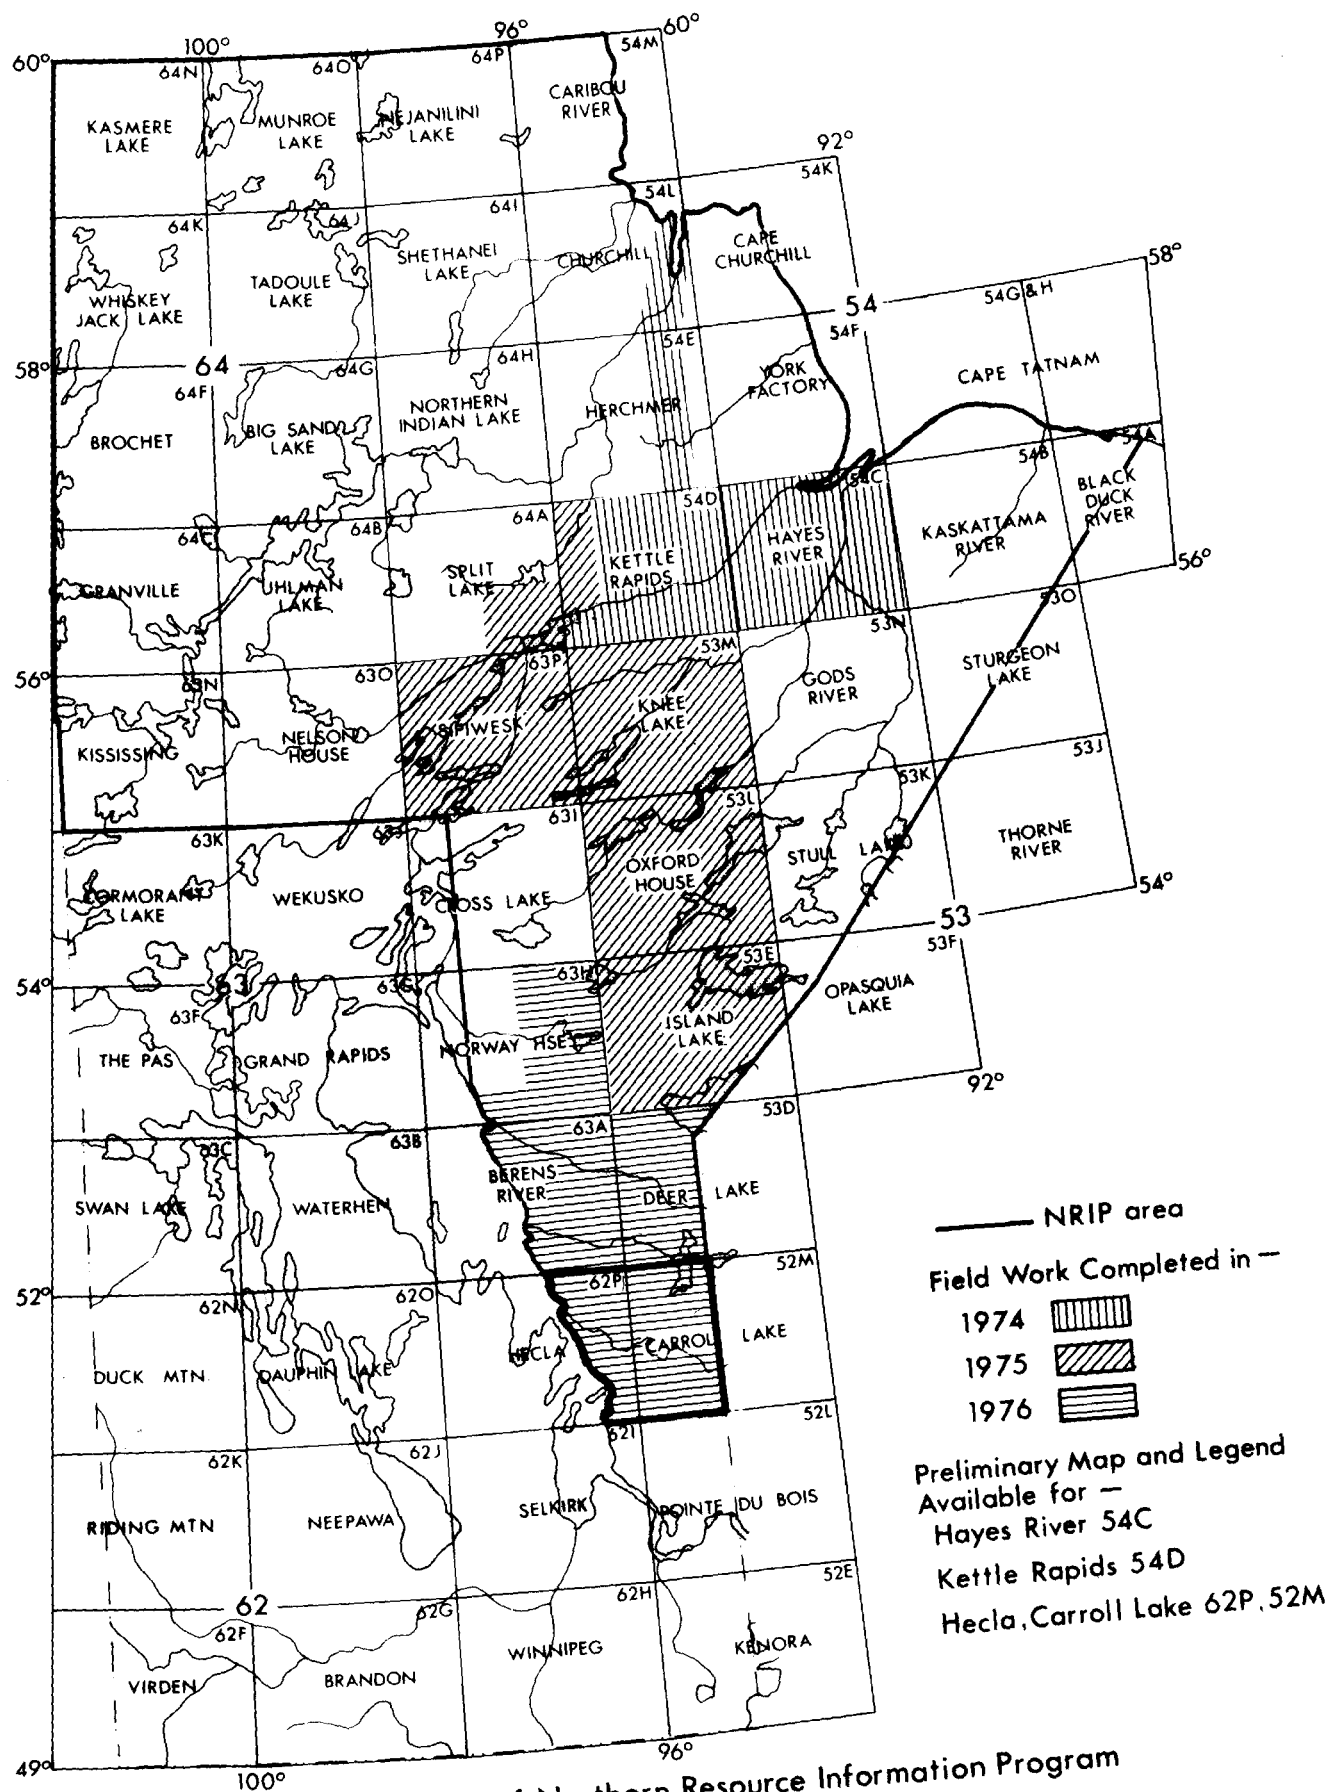 100°
96°
60°
60°
64N
64O
64P
54M
KASMERE
LAKE
MUNROE
LAKE
NEJANILINI
LAKE
CARIBOU
RIVER
92°
54K
64K
64J
64I
54L
WHISKEY
JACK LAKE
TADOULE
LAKE
SHETHANEI
LAKE
CHURCHILL
CAPE
CHURCHILL
58°
54G&H
54
54F
58°
64
64F
64G
64H
54E
BROCHET
BIG SAND
LAKE
NORTHERN
INDIAN LAKE
HERCHMER
YORK
FACTORY
CAPE TATNAM
54A
54B
64C
64B
64A
54D
54C
GRANVILLE
UHLMAN
LAKE
SPLIT
LAKE
KETTLE
RAPIDS
HAYES
RIVER
KASKATTAMA
RIVER
BLACK
DUCK
RIVER
56°
56°
63N
63O
63P
53M
53N
53O
KISSISSING
NELSON
HOUSE
SIPIWESK
KNEE
LAKE
GODS
RIVER
STURGEON
LAKE
63K
63J
63I
53L
53K
53J
CORMORANT
LAKE
WEKUSKO
CROSS LAKE
OXFORD
HOUSE
STULL LAKE
THORNE
RIVER
54°
54°
63
63F
63G
63H
53E
53
53F
THE PAS
GRAND RAPIDS
NORWAY HSE
ISLAND
LAKE
OPASQUIA
LAKE
92°
63C
63B
63A
53D
SWAN LAKE
WATERHEN
BERENS
RIVER
DEER LAKE
52°
62N
62O
62P
52M
DUCK MTN.
DAUPHIN LAKE
HECLA
CARROLL LAKE
62K
62J
62I
52L
RIDING MTN
NEEPAWA
SELKIRK
POINTE DU BOIS
62
62F
62G
62H
52E
VIRDEN
BRANDON
WINNIPEG
KENORA
49°
100°
96°
NRIP area
Field Work Completed in —
1974
1975
1976
Preliminary Map and Legend
Available for —
Hayes River 54C
Kettle Rapids 54D
Hecla, Carroll Lake 62P, 52M
Northern Resource Information Program